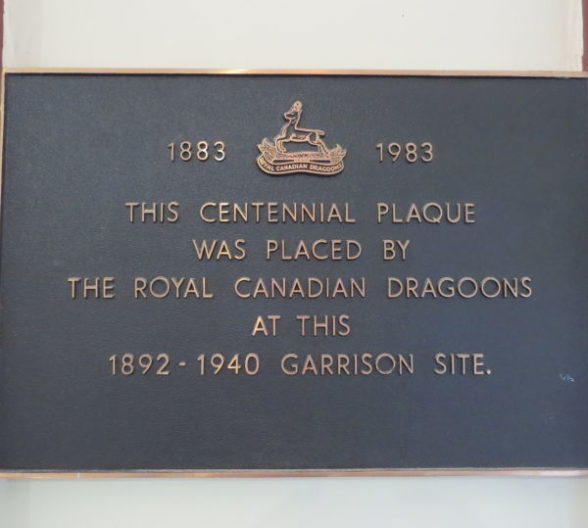 1883 1983
ROYAL CANADIAN DRAGOONS
THIS CENTENNIAL PLAQUE
WAS PLACED BY
THE ROYAL CANADIAN DRAGOONS
AT THIS
1892 - 1940 GARRISON SITE.